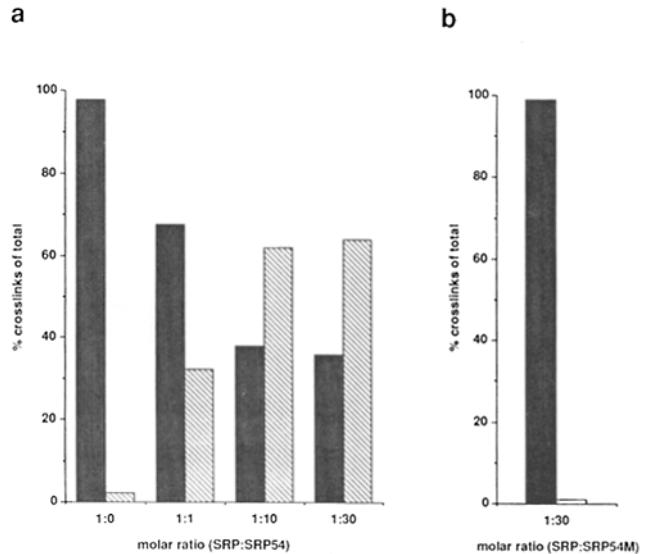 a
b
% crosslinks of total
100
80
60
40
20
0
1:0 1:1 1:10 1:30
molar ratio (SRP:SRP54)
% crosslinks of total
100
80
60
40
20
0
1:30
molar ratio (SRP:SRP54M)